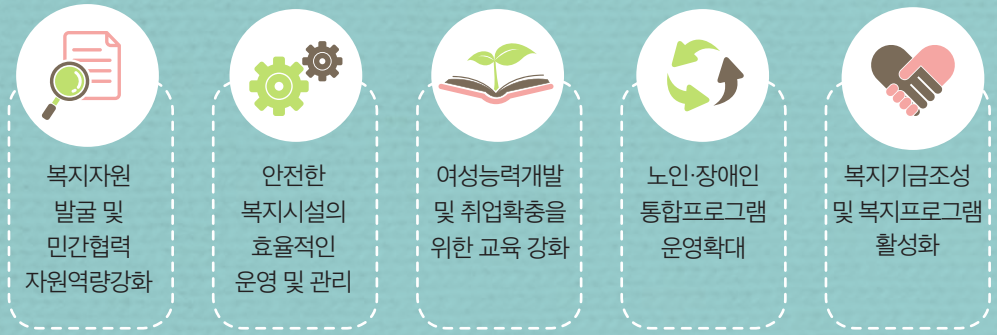 복지자원
발굴 및
민간협력
자원역량강화
안전한
복지시설의
효율적인
운영 및 관리
여성능력개발
및 취업확충을
위한 교육 강화
노인·장애인
통합프로그램
운영확대
복지기금조성
및 복지프로그램
활성화